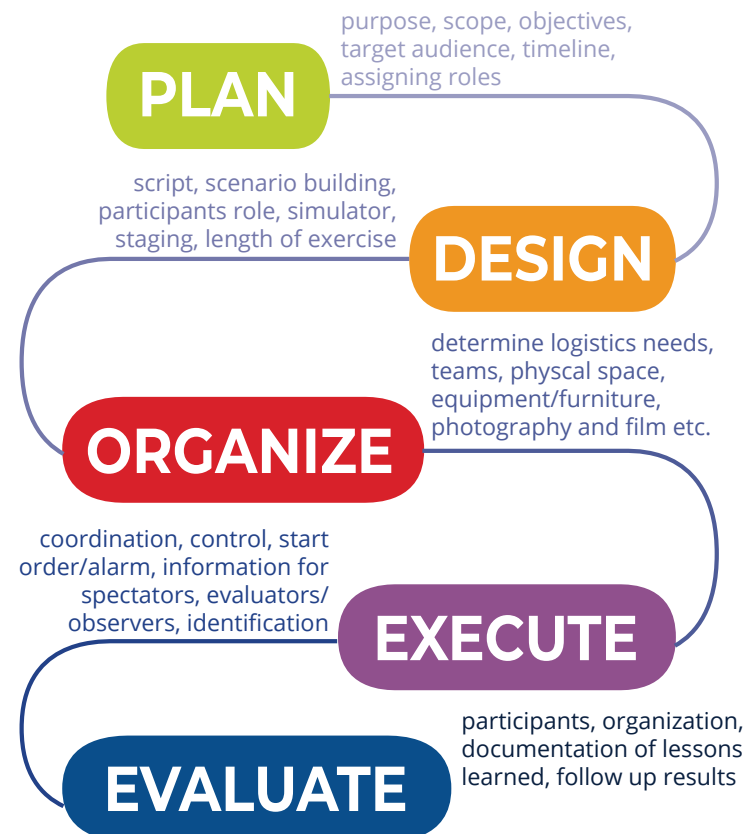 PLAN
purpose, scope, objectives,
target audience, timeline,
assigning roles
DESIGN
script, scenario building,
participants role, simulator,
staging, length of exercise
ORGANIZE
determine logistics needs,
teams, physcal space,
equipment/furniture,
photography and film etc.
EXECUTE
coordination, control, start
order/alarm, information for
spectators, evaluators/
observers, identification
EVALUATE
participants, organization,
documentation of lessons
learned, follow up results